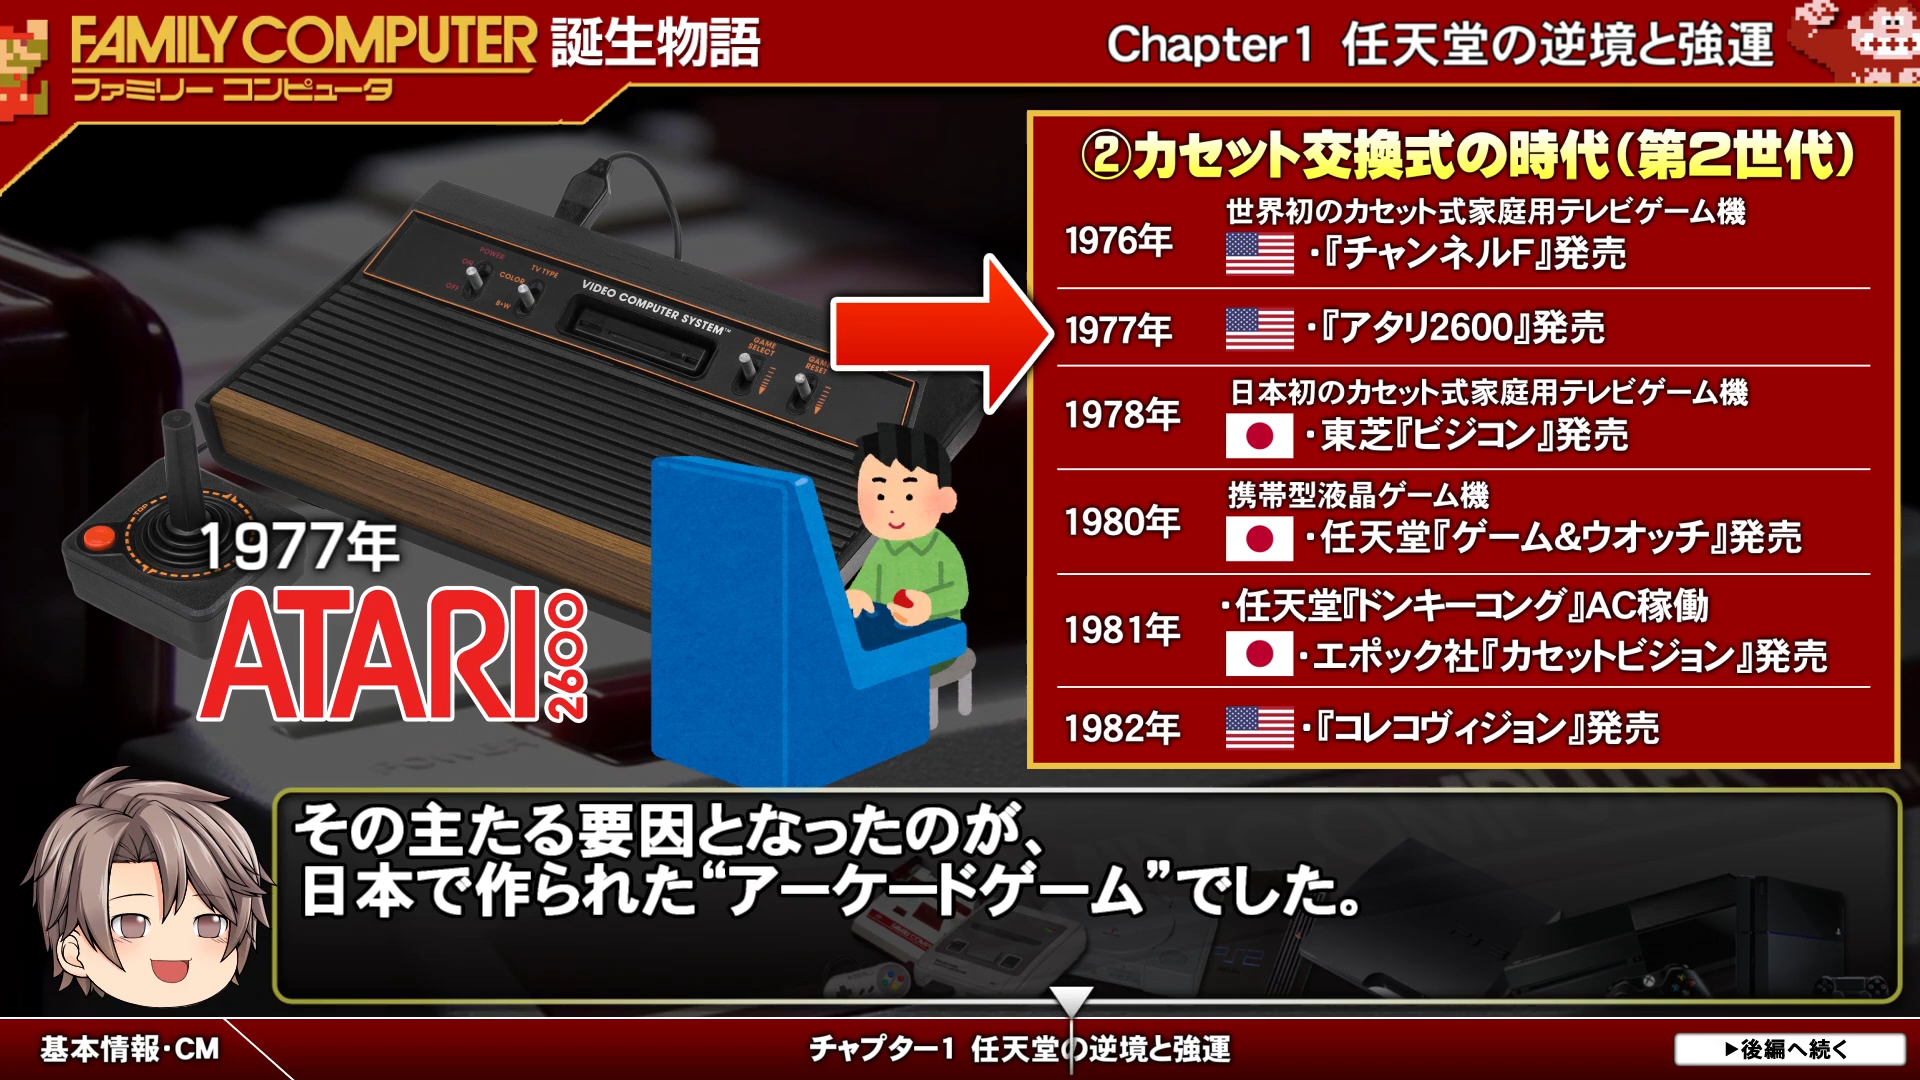 FAMILY COMPUTER 誕生物語
ファミリー コンピュータ
Chapter1 任天堂の逆境と強運
②カセット交換式の時代(第2世代)
1976年
世界初のカセット式家庭用テレビゲーム機
・『チャンネルF』発売
1977年
・『アタリ2600』発売
1978年
日本初のカセット式家庭用テレビゲーム機
・東芝『ビジコン』発売
1980年
携帯型液晶ゲーム機
・任天堂『ゲーム&ウオッチ』発売
1981年
・任天堂『ドンキーコング』AC稼働
・エポック社『カセットビジョン』発売
1982年
・『コレコヴィジョン』発売
POWER
ON
OFF
TV TYPE
COLOR
B•W
VIDEO COMPUTER SYSTEM™
GAME SELECT
GAME RESET
TOP
1977年
ATARI 2600
POWER
その主たる要因となったのが、
日本で作られた“アーケードゲーム”でした。
基本情報・CM
チャプター1 任天堂の逆境と強運
▶後編へ続く